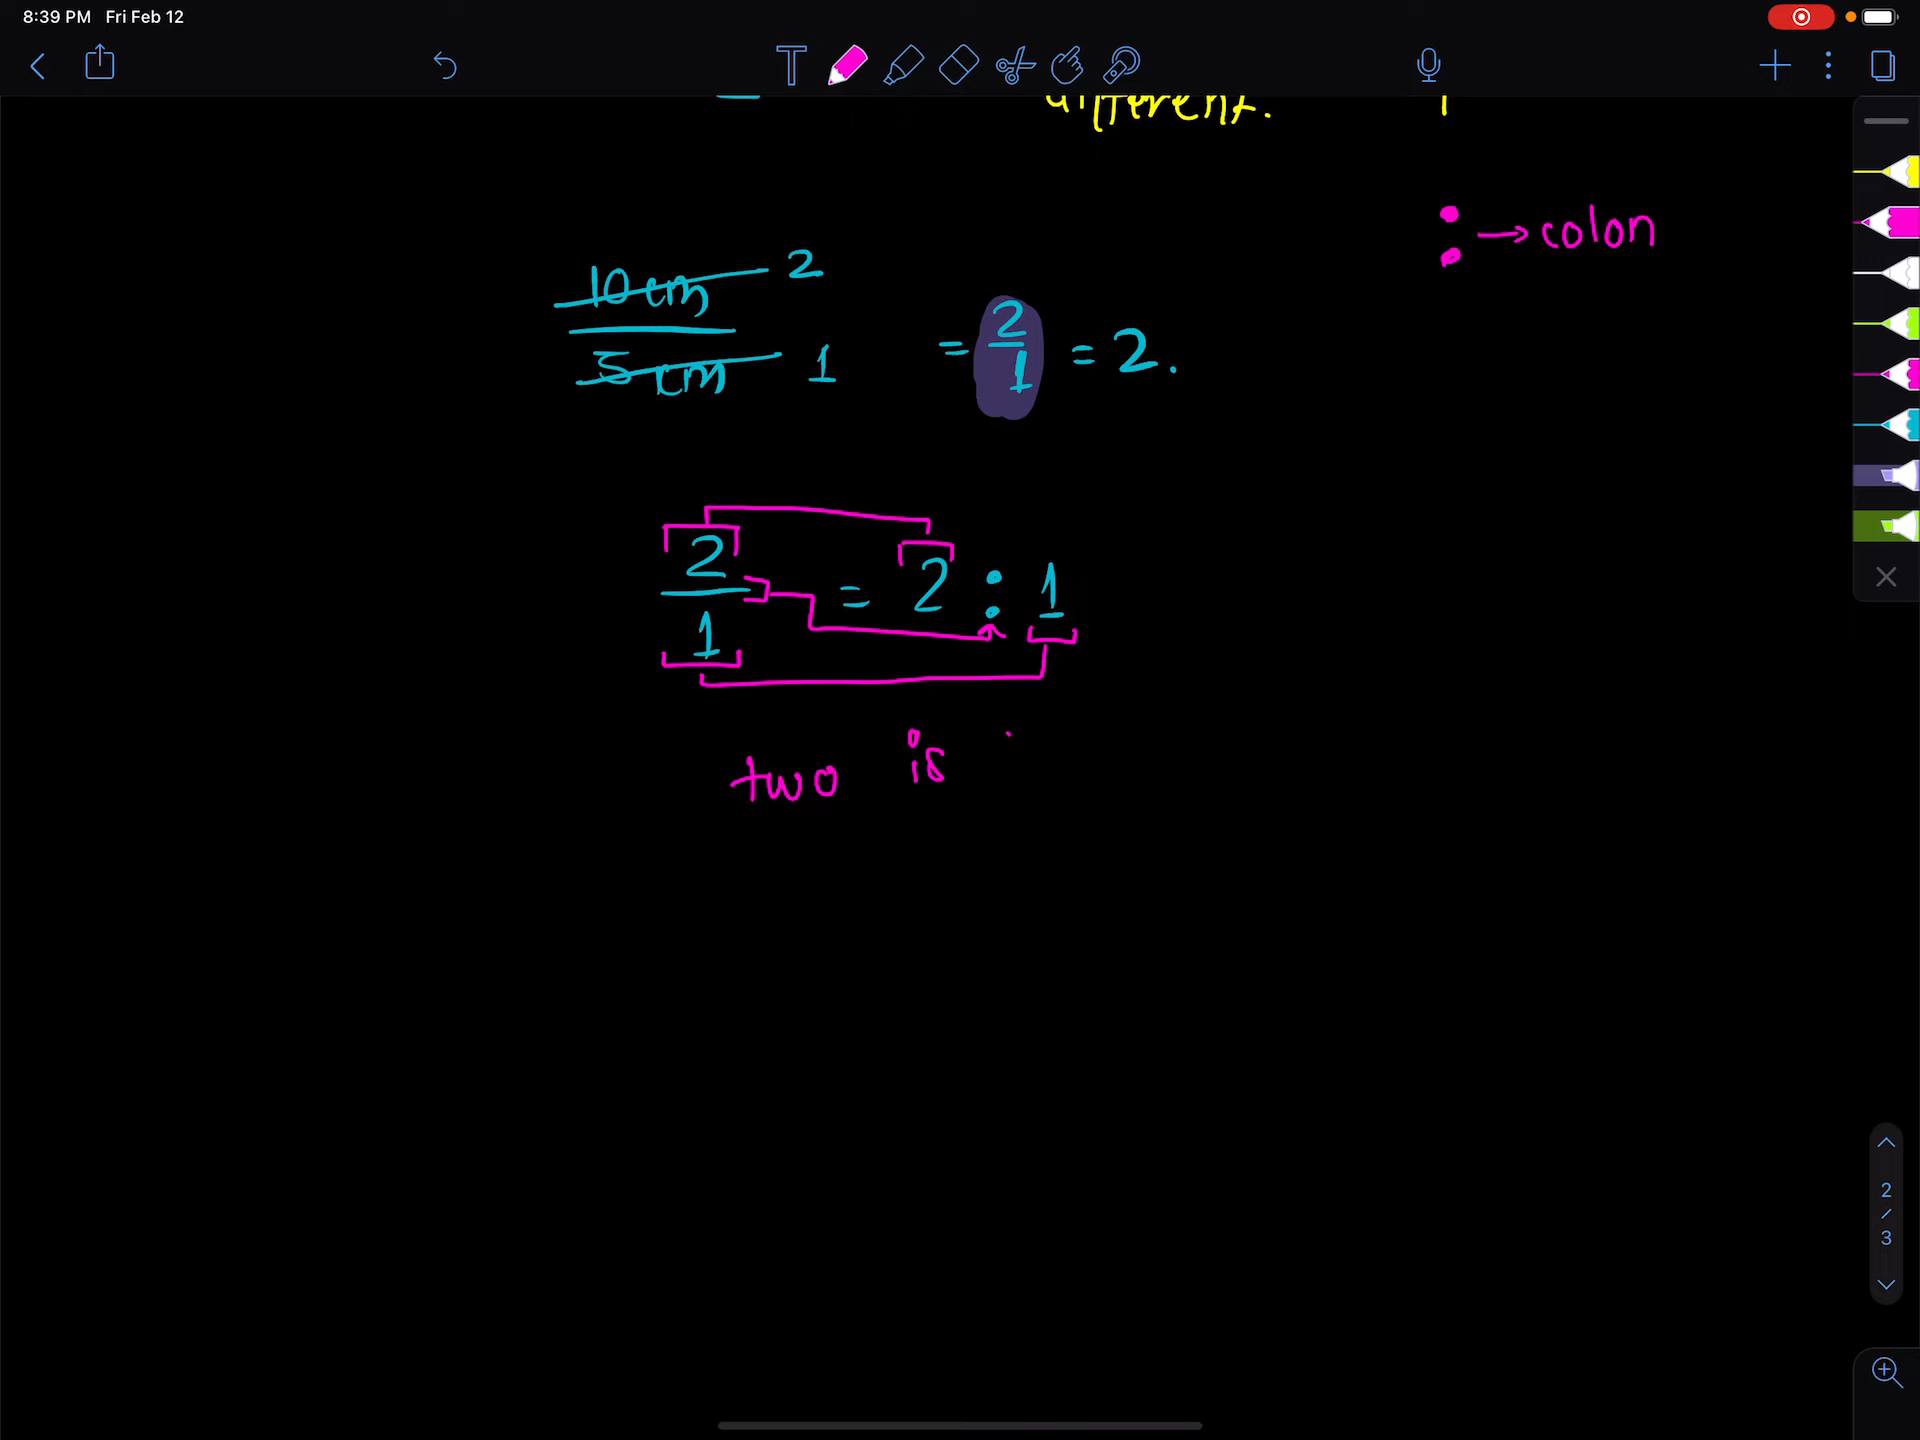 8:39 PM Fri Feb 12
different.
: → colon
10 cm 2
5 cm 1
= 2/1 = 2.
2/1 = 2 : 1
two is
2
/
3